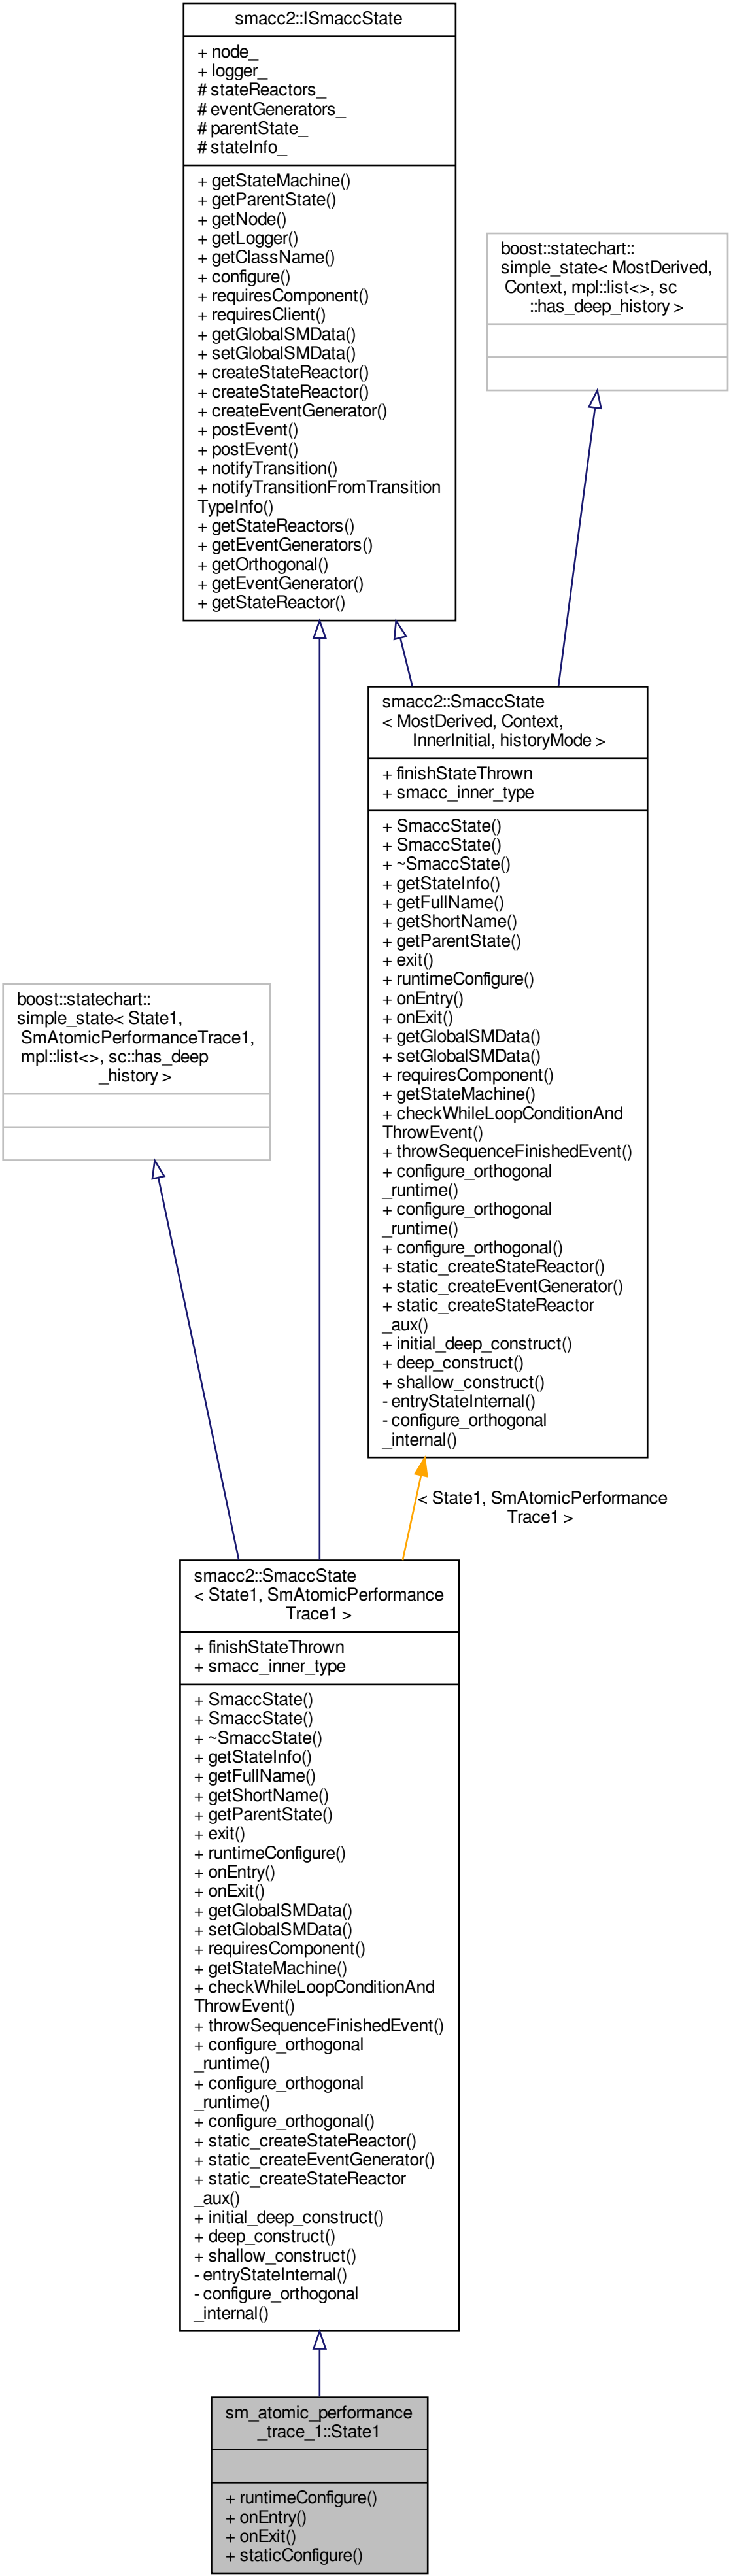 smacc2::ISmaccState
+ node_
+ logger_
# stateReactors_
# eventGenerators_
# parentState_
# stateInfo_
+ getStateMachine()
+ getParentState()
+ getNode()
+ getLogger()
+ getClassName()
+ configure()
+ requiresComponent()
+ requiresClient()
+ getGlobalSMData()
+ setGlobalSMData()
+ createStateReactor()
+ createStateReactor()
+ createEventGenerator()
+ postEvent()
+ postEvent()
+ notifyTransition()
+ notifyTransitionFromTransition
TypeInfo()
+ getStateReactors()
+ getEventGenerators()
+ getOrthogonal()
+ getEventGenerator()
+ getStateReactor()
boost::statechart::
simple_state< MostDerived,
Context, mpl::list<>, sc
::has_deep_history >
smacc2::SmaccState
< MostDerived, Context,
InnerInitial, historyMode >
+ finishStateThrown
+ smacc_inner_type
+ SmaccState()
+ SmaccState()
+ ~SmaccState()
+ getStateInfo()
+ getFullName()
+ getShortName()
+ getParentState()
+ exit()
+ runtimeConfigure()
+ onEntry()
+ onExit()
+ getGlobalSMData()
+ setGlobalSMData()
+ requiresComponent()
+ getStateMachine()
+ checkWhileLoopConditionAnd
ThrowEvent()
+ throwSequenceFinishedEvent()
+ configure_orthogonal
_runtime()
+ configure_orthogonal
_runtime()
+ configure_orthogonal()
+ static_createStateReactor()
+ static_createEventGenerator()
+ static_createStateReactor
_aux()
+ initial_deep_construct()
+ deep_construct()
+ shallow_construct()
- entryStateInternal()
- configure_orthogonal
_internal()
boost::statechart::
simple_state< State1,
SmAtomicPerformanceTrace1,
mpl::list<>, sc::has_deep
_history >
< State1, SmAtomicPerformance
Trace1 >
smacc2::SmaccState
< State1, SmAtomicPerformance
Trace1 >
+ finishStateThrown
+ smacc_inner_type
+ SmaccState()
+ SmaccState()
+ ~SmaccState()
+ getStateInfo()
+ getFullName()
+ getShortName()
+ getParentState()
+ exit()
+ runtimeConfigure()
+ onEntry()
+ onExit()
+ getGlobalSMData()
+ setGlobalSMData()
+ requiresComponent()
+ getStateMachine()
+ checkWhileLoopConditionAnd
ThrowEvent()
+ throwSequenceFinishedEvent()
+ configure_orthogonal
_runtime()
+ configure_orthogonal
_runtime()
+ configure_orthogonal()
+ static_createStateReactor()
+ static_createEventGenerator()
+ static_createStateReactor
_aux()
+ initial_deep_construct()
+ deep_construct()
+ shallow_construct()
- entryStateInternal()
- configure_orthogonal
_internal()
sm_atomic_performance
_trace_1::State1
+ runtimeConfigure()
+ onEntry()
+ onExit()
+ staticConfigure()